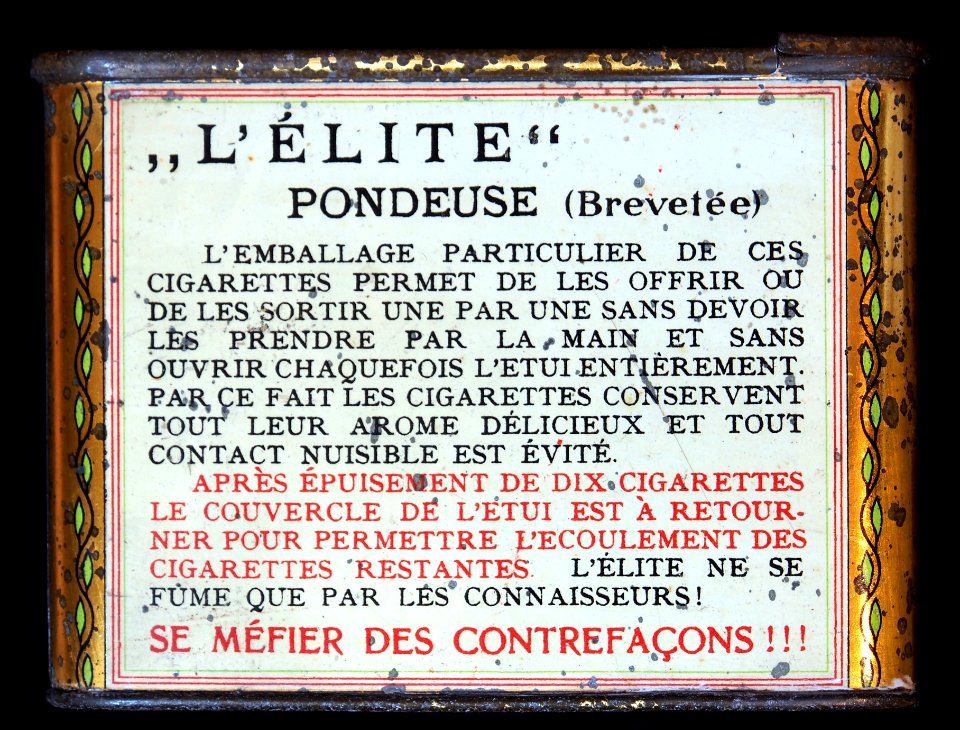 „L'ÉLITE“
PONDEUSE (Brevetée)
L'EMBALLAGE PARTICULIER DE CES
CIGARETTES PERMET DE LES OFFRIR OU
DE LES SORTIR UNE PAR UNE SANS DEVOIR
LES PRENDRE PAR LA MAIN ET SANS
OUVRIR CHAQUEFOIS L'ETUI ENTIÈREMENT.
PAR CE FAIT LES CIGARETTES CONSERVENT
TOUT LEUR AROME DÉLICIEUX ET TOUT
CONTACT NUISIBLE EST ÉVITÉ.
APRÈS ÉPUISEMENT DE DIX CIGARETTES
LE COUVERCLE DE L'ETUI EST À RETOUR-
NER POUR PERMETTRE L'ECOULEMENT DES
CIGARETTES RESTANTES. L'ÉLITE NE SE
FUME QUE PAR LES CONNAISSEURS!
SE MÉFIER DES CONTREFAÇONS!!!